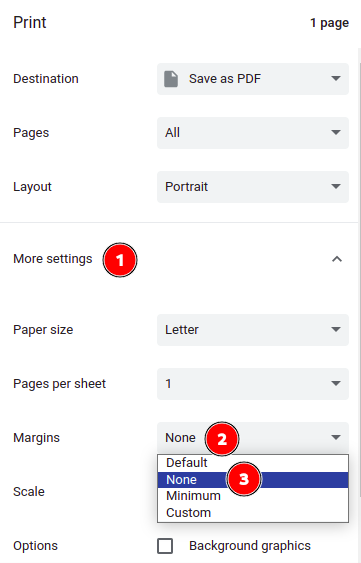 Print 1 page
Destination Save as PDF
Pages All
Layout Portrait
More settings 1
Paper size Letter
Pages per sheet 1
Margins None 2
Default
None 3
Minimum
Custom
Scale
Options Background graphics